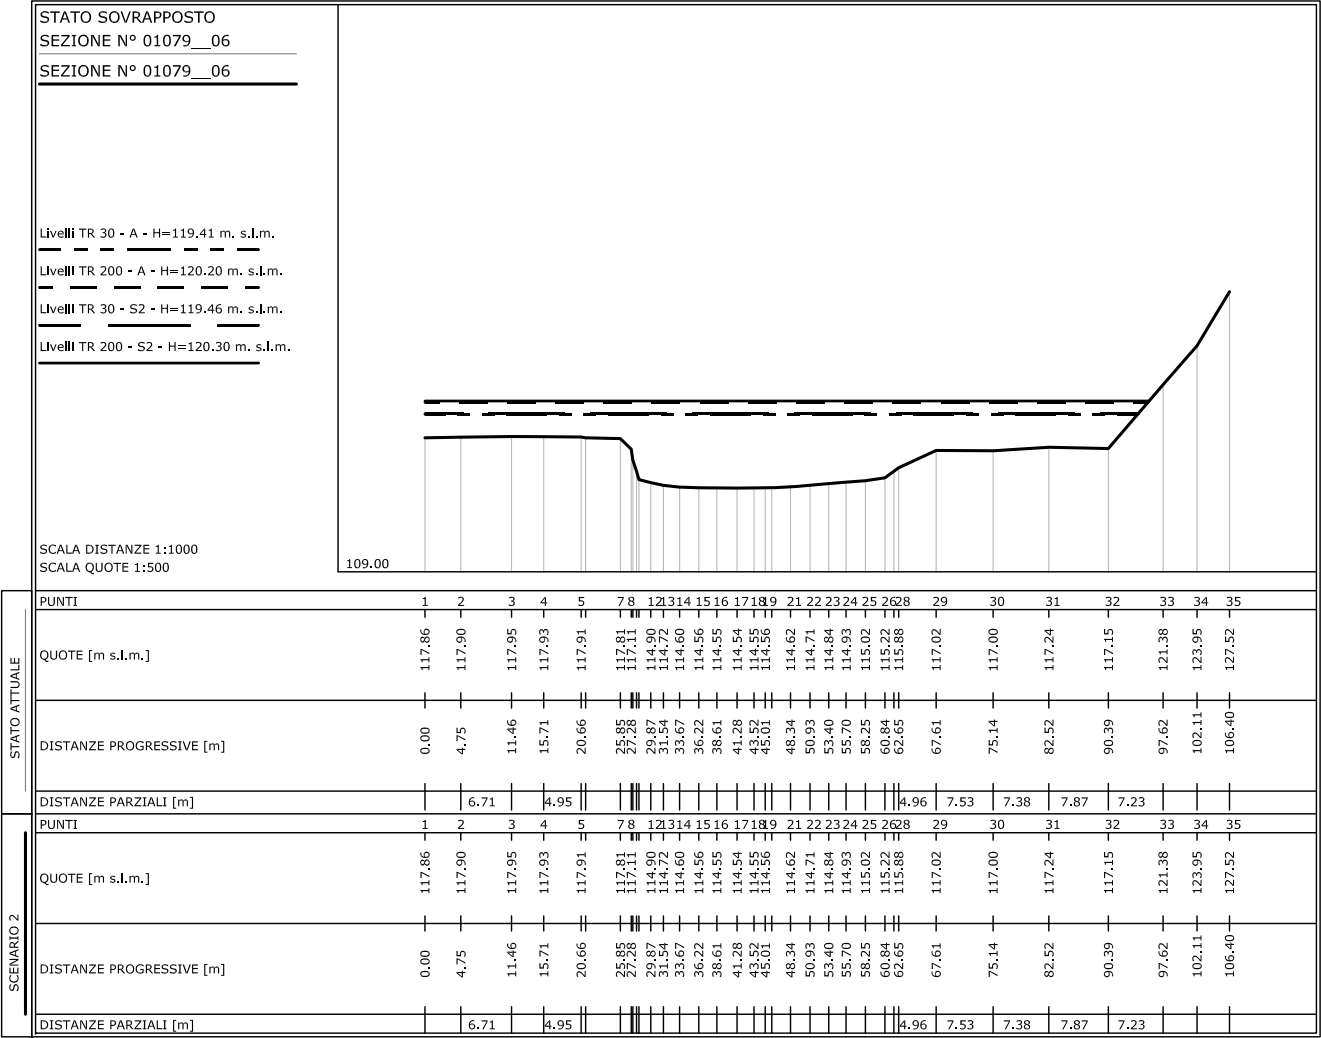 STATO SOVRAPPOSTO
SEZIONE N° 01079__06
SEZIONE N° 01079__06
Livelli TR 30 - A - H=119.41 m. s.l.m.
Livelli TR 200 - A - H=120.20 m. s.l.m.
Livelli TR 30 - S2 - H=119.46 m. s.l.m.
Livelli TR 200 - S2 - H=120.30 m. s.l.m.
SCALA DISTANZE 1:1000
SCALA QUOTE 1:500
109.00
STATO ATTUALE
PUNTI 1 2 3 4 5 7 8 12 13 14 15 16 17 18 19 21 22 23 24 25 26 28 29 30 31 32 33 34 35
QUOTE [m s.l.m.] 117.86 117.90 117.95 117.93 117.91 117.81 117.11 114.90 114.72 114.60 114.56 114.55 114.54 114.55 114.56 114.62 114.71 114.84 114.93 115.02 115.22 115.88 117.02 117.00 117.24 117.15 121.38 123.95 127.52
DISTANZE PROGRESSIVE [m] 0.00 4.75 11.46 15.71 20.66 25.85 27.28 29.87 31.54 33.67 36.22 38.61 41.28 43.52 45.01 48.34 50.93 53.40 55.70 58.25 60.84 62.65 67.61 75.14 82.52 90.39 97.62 102.11 106.40
DISTANZE PARZIALI [m] 6.71 4.95 4.96 7.53 7.38 7.87 7.23
SCENARIO 2
PUNTI 1 2 3 4 5 7 8 12 13 14 15 16 17 18 19 21 22 23 24 25 26 28 29 30 31 32 33 34 35
QUOTE [m s.l.m.] 117.86 117.90 117.95 117.93 117.91 117.81 117.11 114.90 114.72 114.60 114.56 114.55 114.54 114.55 114.56 114.62 114.71 114.84 114.93 115.02 115.22 115.88 117.02 117.00 117.24 117.15 121.38 123.95 127.52
DISTANZE PROGRESSIVE [m] 0.00 4.75 11.46 15.71 20.66 25.85 27.28 29.87 31.54 33.67 36.22 38.61 41.28 43.52 45.01 48.34 50.93 53.40 55.70 58.25 60.84 62.65 67.61 75.14 82.52 90.39 97.62 102.11 106.40
DISTANZE PARZIALI [m] 6.71 4.95 4.96 7.53 7.38 7.87 7.23